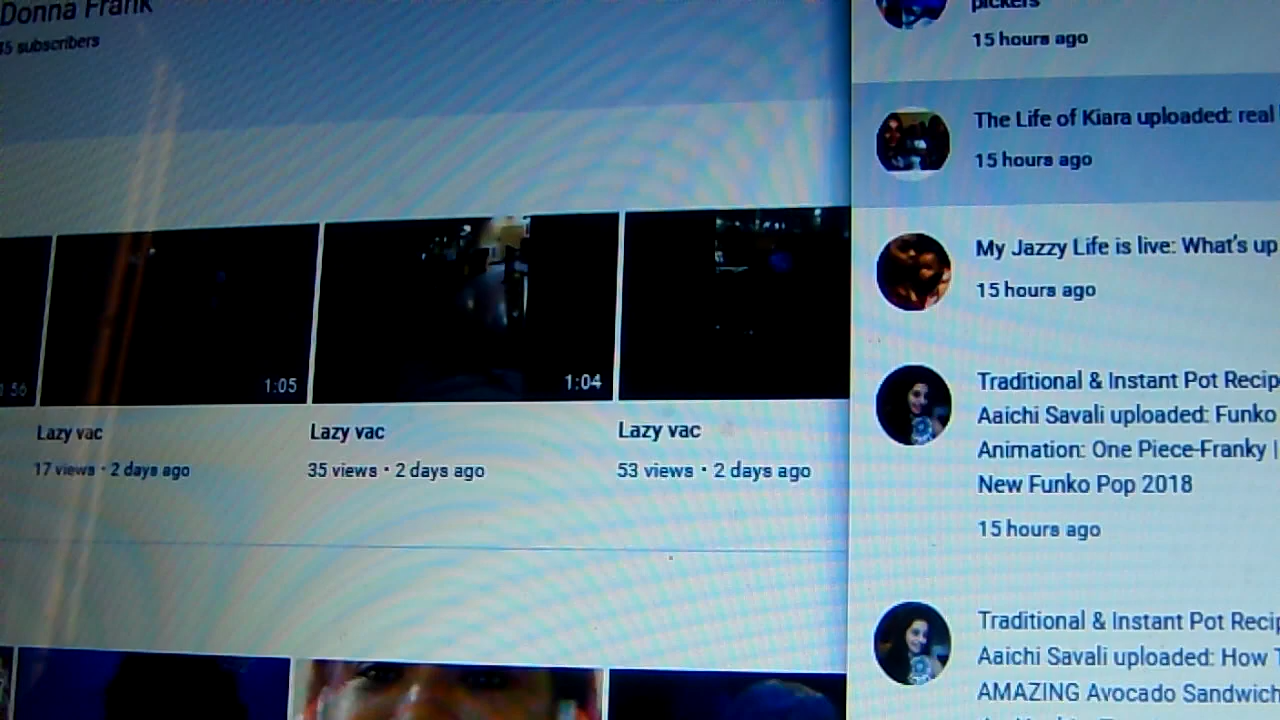 Donna Frank
subscribers
1:56
1:05
1:04
Lazy vac
17 views · 2 days ago
Lazy vac
35 views · 2 days ago
Lazy vac
53 views · 2 days ago
pickers
15 hours ago
The Life of Kiara uploaded: real
15 hours ago
My Jazzy Life is live: What's up
15 hours ago
Traditional & Instant Pot Recip
Aaichi Savali uploaded: Funko
Animation: One Piece-Franky |
New Funko Pop 2018
15 hours ago
Traditional & Instant Pot Recip
Aaichi Savali uploaded: How T
AMAZING Avocado Sandwich